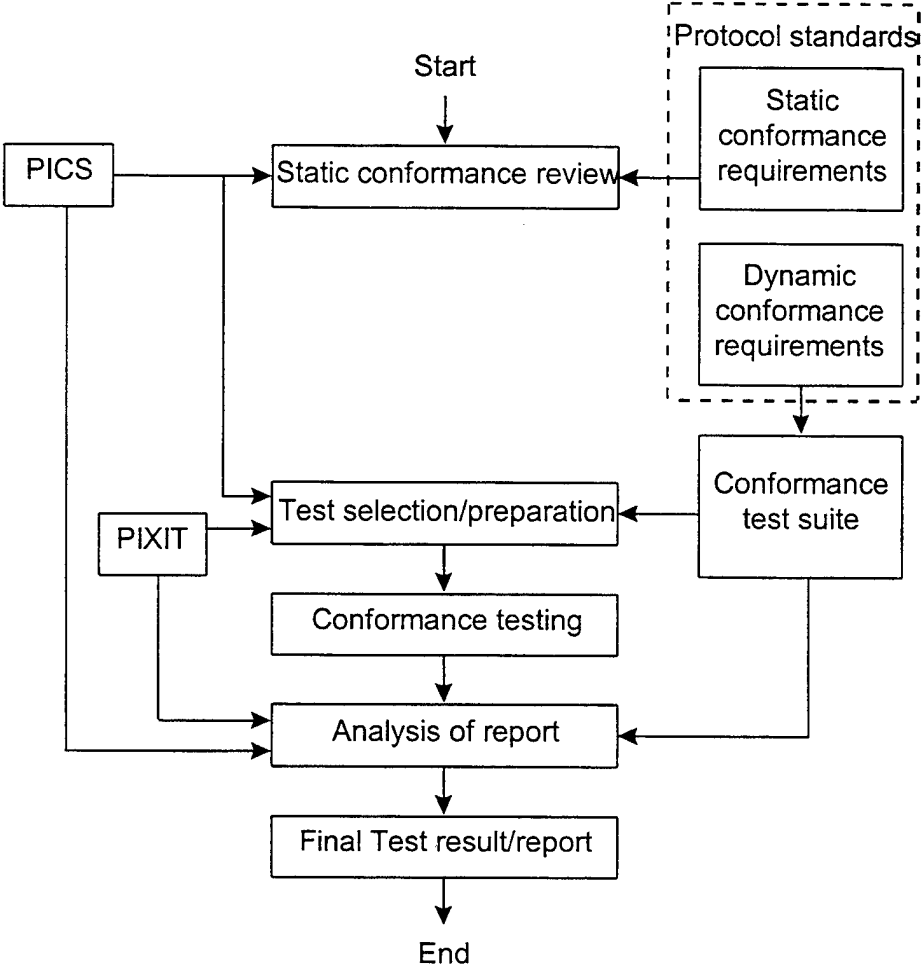 Protocol standards
Start
Static
conformance
requirements
PICS
Static conformance review
Dynamic
conformance
requirements
Conformance
test suite
Test selection/preparation
PIXIT
Conformance testing
Analysis of report
Final Test result/report
End